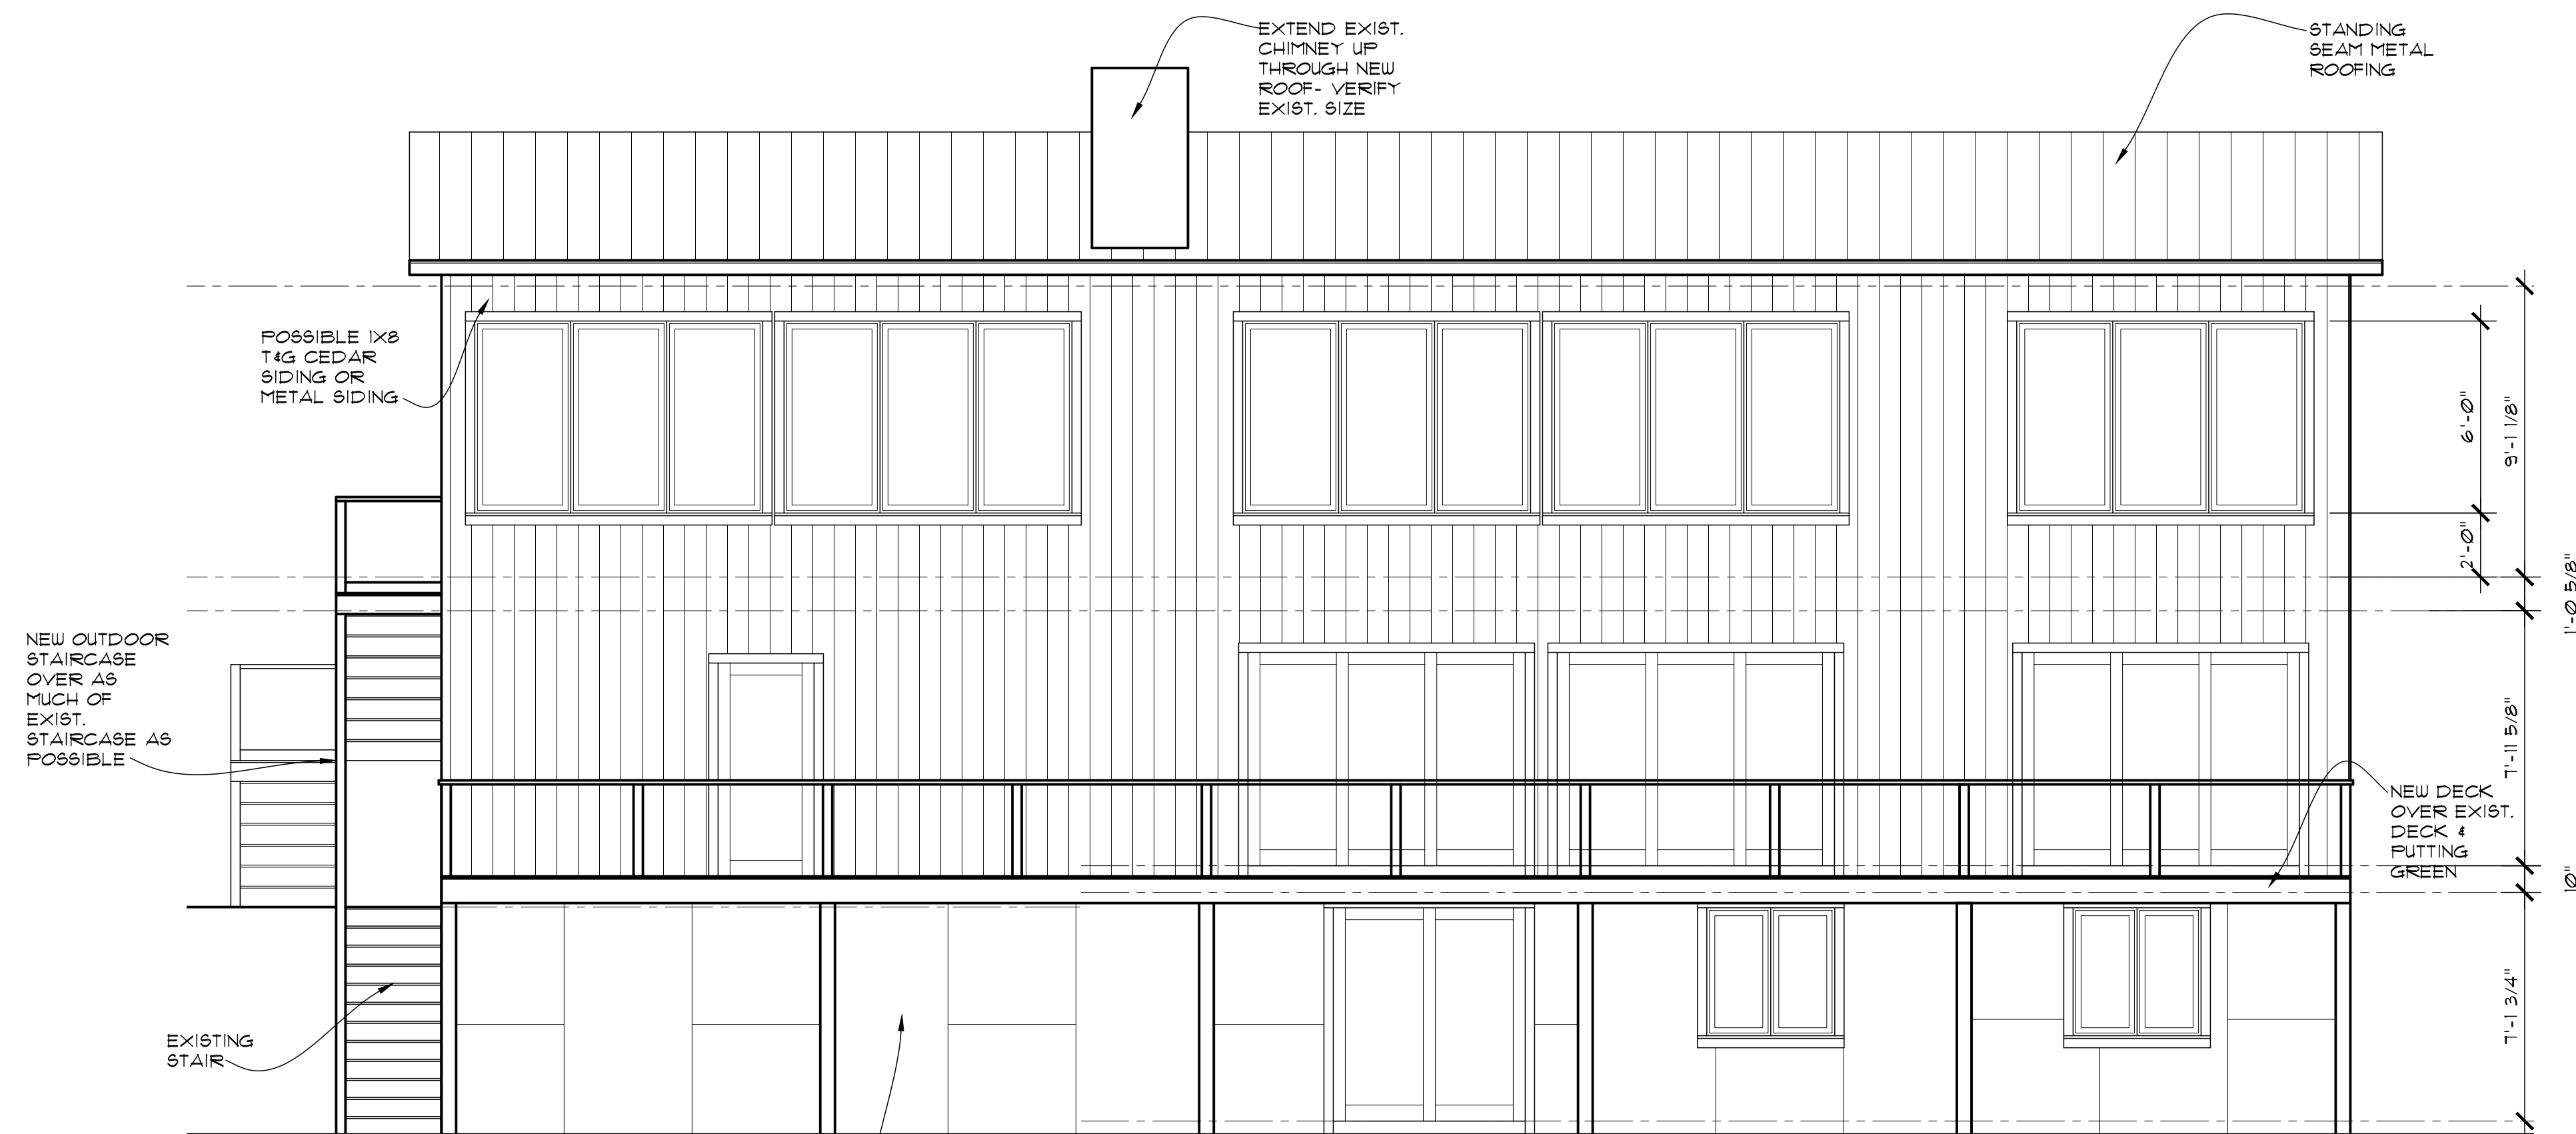 EXTEND EXIST.
CHIMNEY UP
THROUGH NEW
ROOF- VERIFY
EXIST. SIZE
STANDING
SEAM METAL
ROOFING
POSSIBLE 1X8
T&G CEDAR
SIDING OR
METAL SIDING
6'-0"
9'-1 1/8"
2'-0"
1'-0 5/8"
NEW OUTDOOR
STAIRCASE
OVER AS
MUCH OF
EXIST.
STAIRCASE AS
POSSIBLE
7'-11 5/8"
NEW DECK
OVER EXIST.
DECK &
PUTTING
GREEN
10"
7'-1 3/4"
EXISTING
STAIR